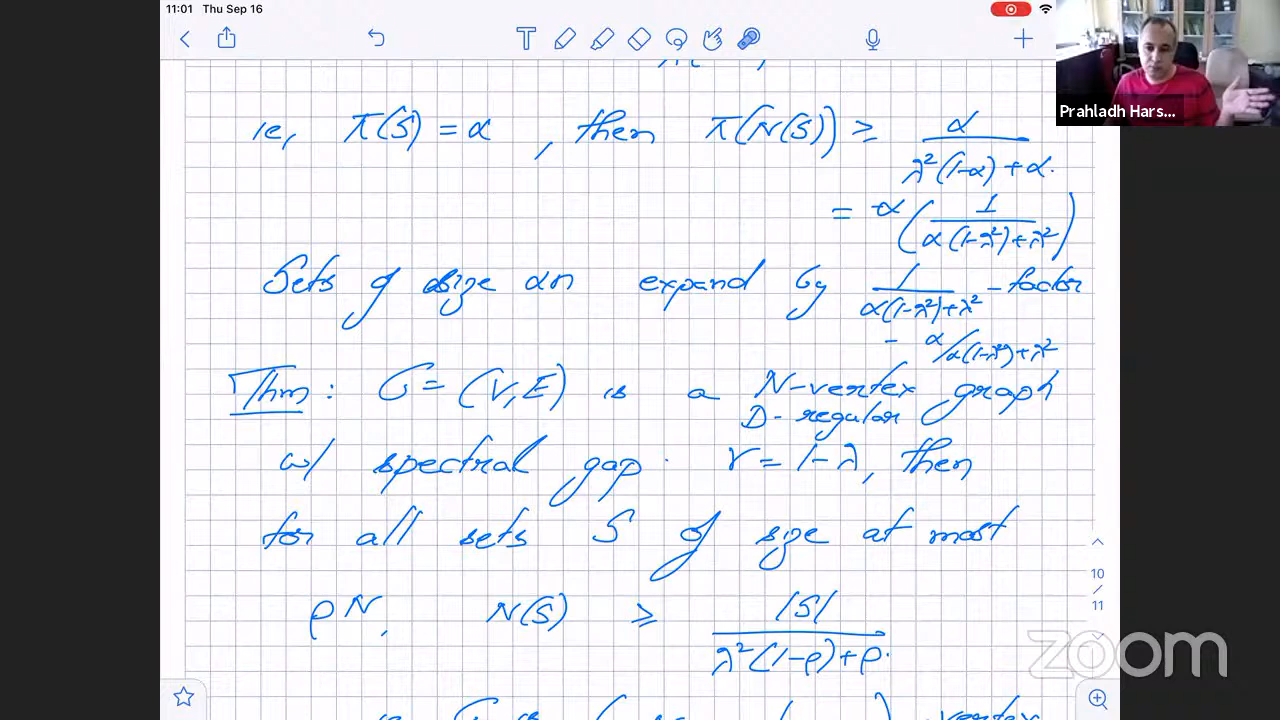 11:01 Thu Sep 16
Prahladh Hars...
ie, π(S) = α , then π(N(S)) ≥ α / (λ²(1-α) + α.
= α (1 / (α(1-λ²)+λ²))
Sets of size αn expand by 1 / (α(1-λ²)+λ²) - factor
- α/α(1-λ²)+λ²
Thm : G = (V, E) is a N-vertex graph
D-regular
w/ spectral gap. γ = 1-λ, then
for all sets S of size at most
ρN, N(S) ≥ |S| / (λ²(1-ρ)+ρ.
vertex
10
/
11
zoom